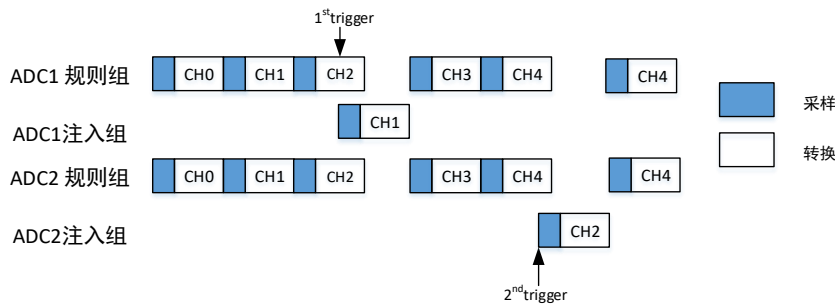 1st trigger
ADC1 规则组 CH0 CH1 CH2 CH3 CH4 CH4
采样
ADC1注入组 CH1
转换
ADC2 规则组 CH0 CH1 CH2 CH3 CH4 CH4
ADC2注入组 CH2
2nd trigger